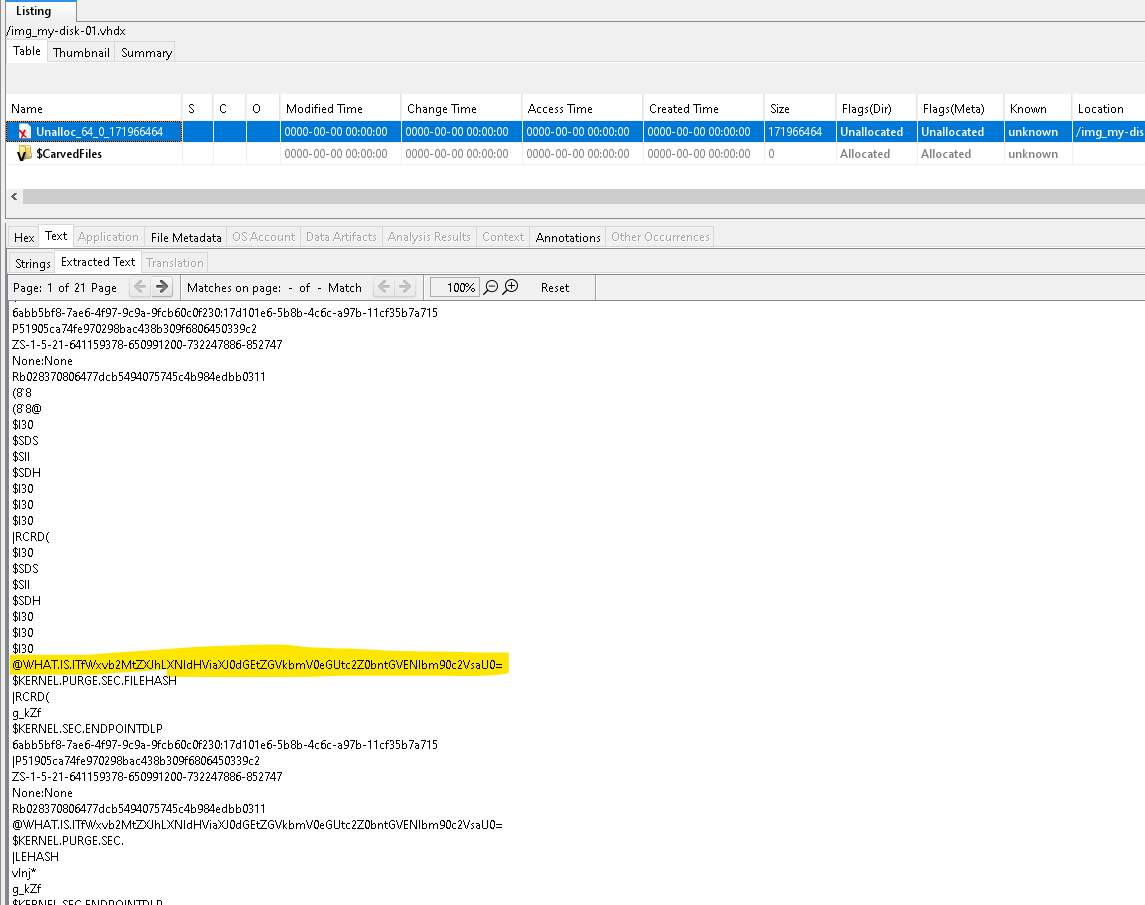 Listing
/img_my-disk-01.vhdx
Table Thumbnail Summary
Name S C O Modified Time Change Time Access Time Created Time Size Flags(Dir) Flags(Meta) Known Location
Unalloc_64_0_171966464 0000-00-00 00:00:00 0000-00-00 00:00:00 0000-00-00 00:00:00 0000-00-00 00:00:00 171966464 Unallocated Unallocated unknown /img_my-dis
$CarvedFiles 0000-00-00 00:00:00 0000-00-00 00:00:00 0000-00-00 00:00:00 0000-00-00 00:00:00 0 Allocated Allocated unknown
Hex Text Application File Metadata OS Account Data Artifacts Analysis Results Context Annotations Other Occurrences
Strings Extracted Text Translation
Page: 1 of 21 Page Matches on page: - of - Match 100% Reset
6abb5bf8-7ae6-4f97-9c9a-9fcb60c0f230:17d101e6-5b8b-4c6c-a97b-11cf35b7a715
P51905ca74fe970298bac438b309f6806450339c2
ZS-1-5-21-641159378-650991200-732247886-852747
None:None
Rb028370806477dcb5494075745c4b984edbb0311
(8`8
(8`8@
$I30
$SDS
$SII
$SDH
$I30
$I30
$I30
|RCRD(
$I30
$SDS
$SII
$SDH
$I30
$I30
$I30
@WHAT.IS.ITfWxvb2MtZXJhLXNldHViaXJ0dGEtZGVkbmV0eGUtc2Z0bntGVENIbm90c2VsaU0=
$KERNEL.PURGE.SEC.FILEHASH
|RCRD(
g_kZf
$KERNEL.SEC.ENDPOINTDLP
6abb5bf8-7ae6-4f97-9c9a-9fcb60c0f230:17d101e6-5b8b-4c6c-a97b-11cf35b7a715
|P51905ca74fe970298bac438b309f6806450339c2
ZS-1-5-21-641159378-650991200-732247886-852747
None:None
Rb028370806477dcb5494075745c4b984edbb0311
@WHAT.IS.ITfWxvb2MtZXJhLXNldHViaXJ0dGEtZGVkbmV0eGUtc2Z0bntGVENIbm90c2VsaU0=
$KERNEL.PURGE.SEC.
|LEHASH
vInj*
g_kZf
$KERNEL.SEC.ENDPOINTDLP